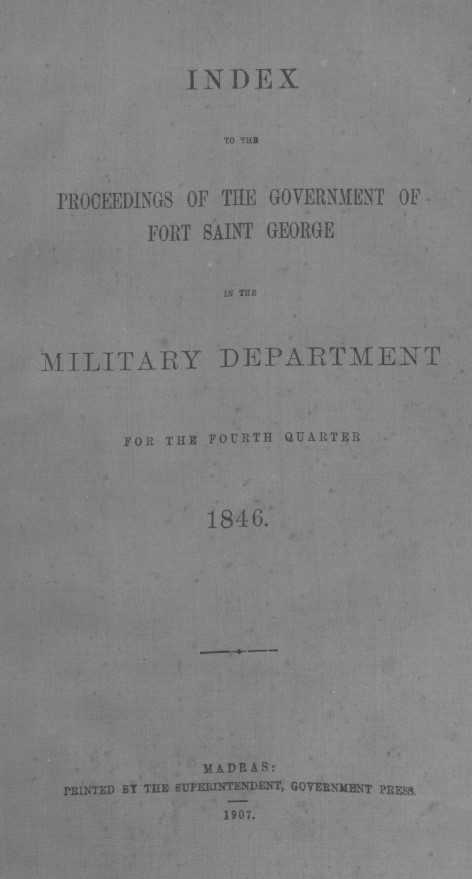 INDEX
TO THE
PROCEEDINGS OF THE GOVERNMENT OF
FORT SAINT GEORGE
IN THE
MILITARY DEPARTMENT
FOR THE FOURTH QUARTER
1846.
MADRAS:
PRINTED BY THE SUPERINTENDENT, GOVERNMENT PRESS.
1907.